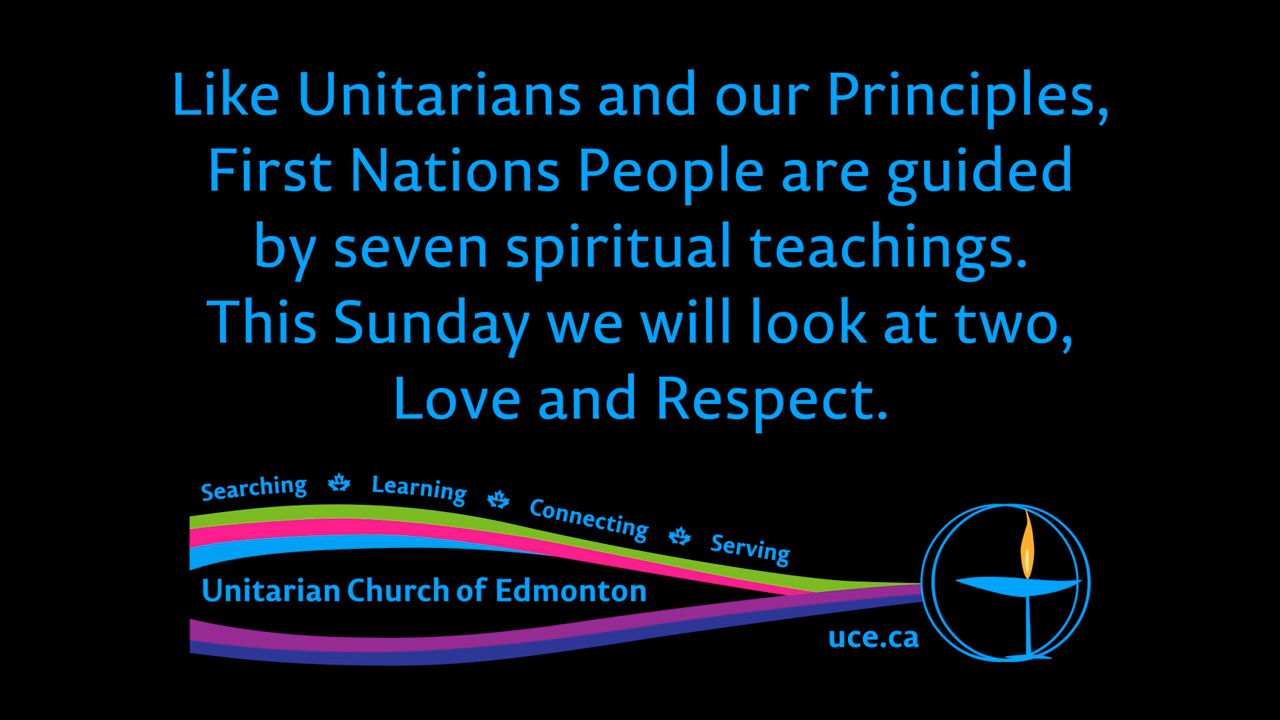 Like Unitarians and our Principles,
First Nations People are guided
by seven spiritual teachings.
This Sunday we will look at two,
Love and Respect.
Searching Learning Connecting Serving
Unitarian Church of Edmonton
uce.ca